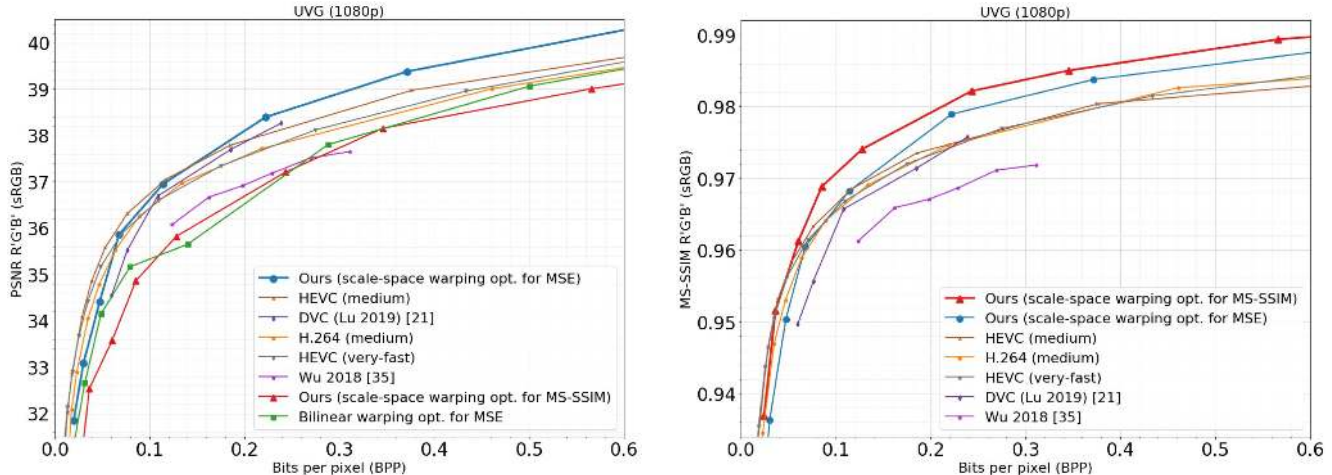 UVG (1080p)
40
39
38
37
36
35
34
33
32
PSNR R'G'B' (sRGB)
0.0 0.1 0.2 0.3 0.4 0.5 0.6
Bits per pixel (BPP)
Ours (scale-space warping opt. for MSE)
HEVC (medium)
DVC (Lu 2019) [21]
H.264 (medium)
HEVC (very-fast)
Wu 2018 [35]
Ours (scale-space warping opt. for MS-SSIM)
Bilinear warping opt. for MSE
UVG (1080p)
0.99
0.98
0.97
0.96
0.95
0.94
MS-SSIM R'G'B' (sRGB)
0.0 0.1 0.2 0.3 0.4 0.5 0.6
Bits per pixel (BPP)
Ours (scale-space warping opt. for MS-SSIM)
Ours (scale-space warping opt. for MSE)
HEVC (medium)
H.264 (medium)
HEVC (very-fast)
DVC (Lu 2019) [21]
Wu 2018 [35]